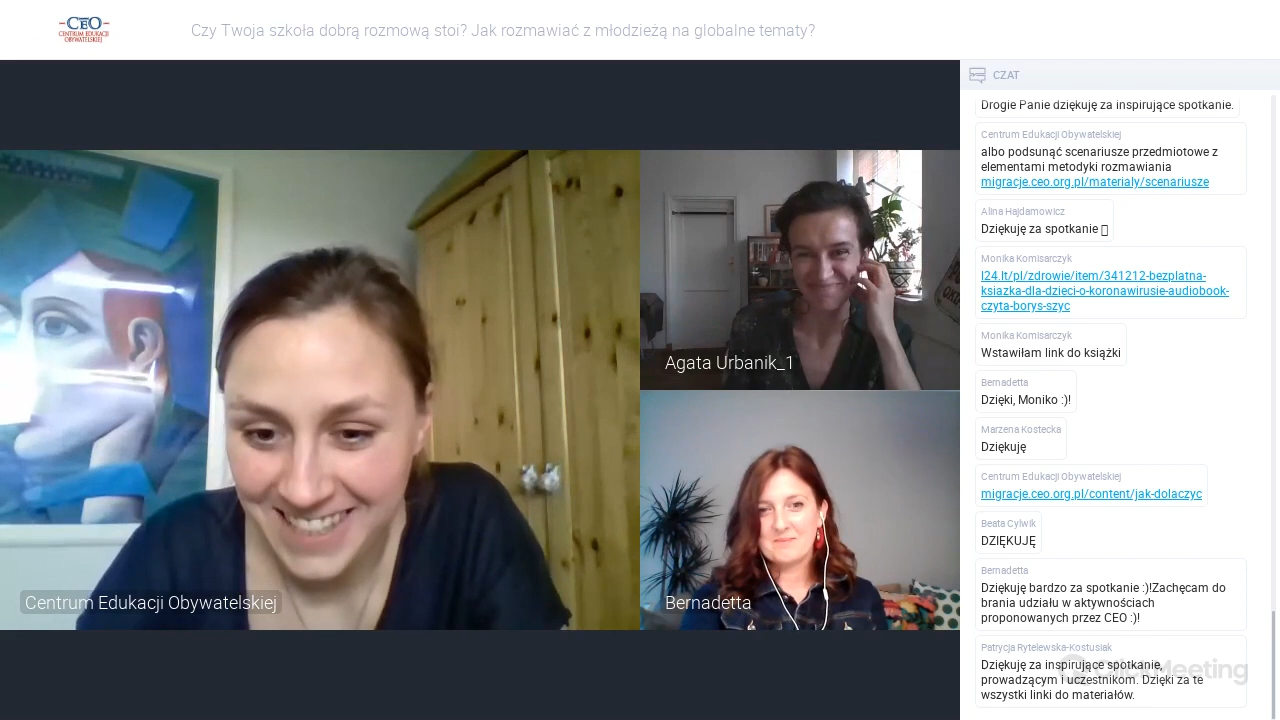 CEO
CENTRUM EDUKACJI
OBYWATELSKIEJ
Czy Twoja szkoła dobrą rozmową stoi? Jak rozmawiać z młodzieżą na globalne tematy?
Centrum Edukacji Obywatelskiej
Agata Urbanik_1
Bernadetta
CZAT
Drogie Panie dziękuję za inspirujące spotkanie.
Centrum Edukacji Obywatelskiej
albo podsunąć scenariusze przedmiotowe z
elementami metodyki rozmawiania
migracje.ceo.org.pl/materialy/scenariusze
Alina Hajdamowicz
Dziękuję za spotkanie
Monika Komisarczyk
l24.lt/pl/zdrowie/item/341212-bezplatna-
ksiazka-dla-dzieci-o-koronawirusie-audiobook-
czyta-borys-szyc
Monika Komisarczyk
Wstawiłam link do książki
Bernadetta
Dzięki, Moniko :)!
Marzena Kostecka
Dziękuję
Centrum Edukacji Obywatelskiej
migracje.ceo.org.pl/content/jak-dolaczyc
Beata Cylwik
DZIĘKUJĘ
Bernadetta
Dziękuję bardzo za spotkanie :)!Zachęcam do
brania udziału w aktywnościach
proponowanych przez CEO :)!
Patrycja Rytelewska-Kostusiak
Dziękuję za inspirujące spotkanie,
prowadzącym i uczestnikom. Dzięki za te
wszystki linki do materiałów.
ClickMeeting